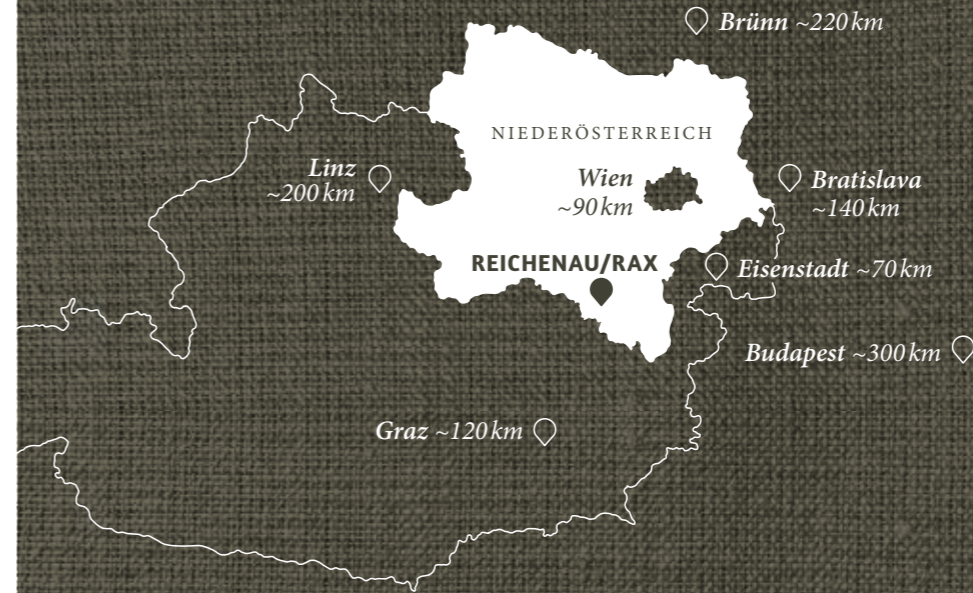 Brünn ~220 km
NIEDERÖSTERREICH
Linz
~200 km
Wien
~90 km
Bratislava
~140 km
REICHENAU/RAX
Eisenstadt ~70 km
Budapest ~300 km
Graz ~120 km